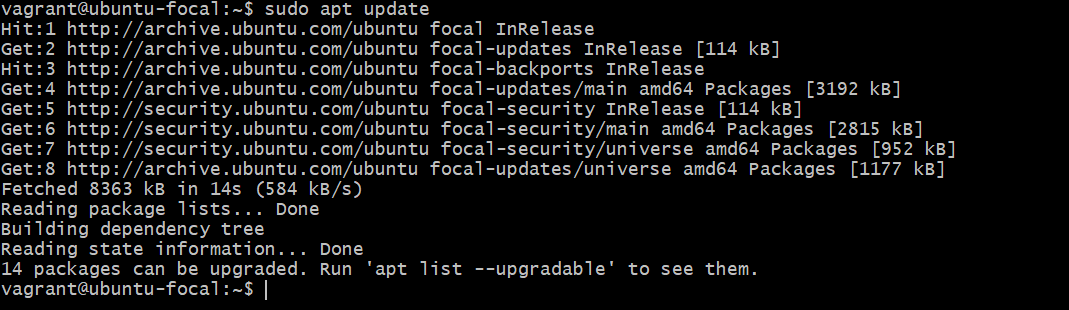 vagrant@ubuntu-focal:~$ sudo apt update
Hit:1 http://archive.ubuntu.com/ubuntu focal InRelease
Get:2 http://archive.ubuntu.com/ubuntu focal-updates InRelease [114 kB]
Hit:3 http://archive.ubuntu.com/ubuntu focal-backports InRelease
Get:4 http://archive.ubuntu.com/ubuntu focal-updates/main amd64 Packages [3192 kB]
Get:5 http://security.ubuntu.com/ubuntu focal-security InRelease [114 kB]
Get:6 http://security.ubuntu.com/ubuntu focal-security/main amd64 Packages [2815 kB]
Get:7 http://security.ubuntu.com/ubuntu focal-security/universe amd64 Packages [952 kB]
Get:8 http://archive.ubuntu.com/ubuntu focal-updates/universe amd64 Packages [1177 kB]
Fetched 8363 kB in 14s (584 kB/s)
Reading package lists... Done
Building dependency tree
Reading state information... Done
14 packages can be upgraded. Run 'apt list --upgradable' to see them.
vagrant@ubuntu-focal:~$